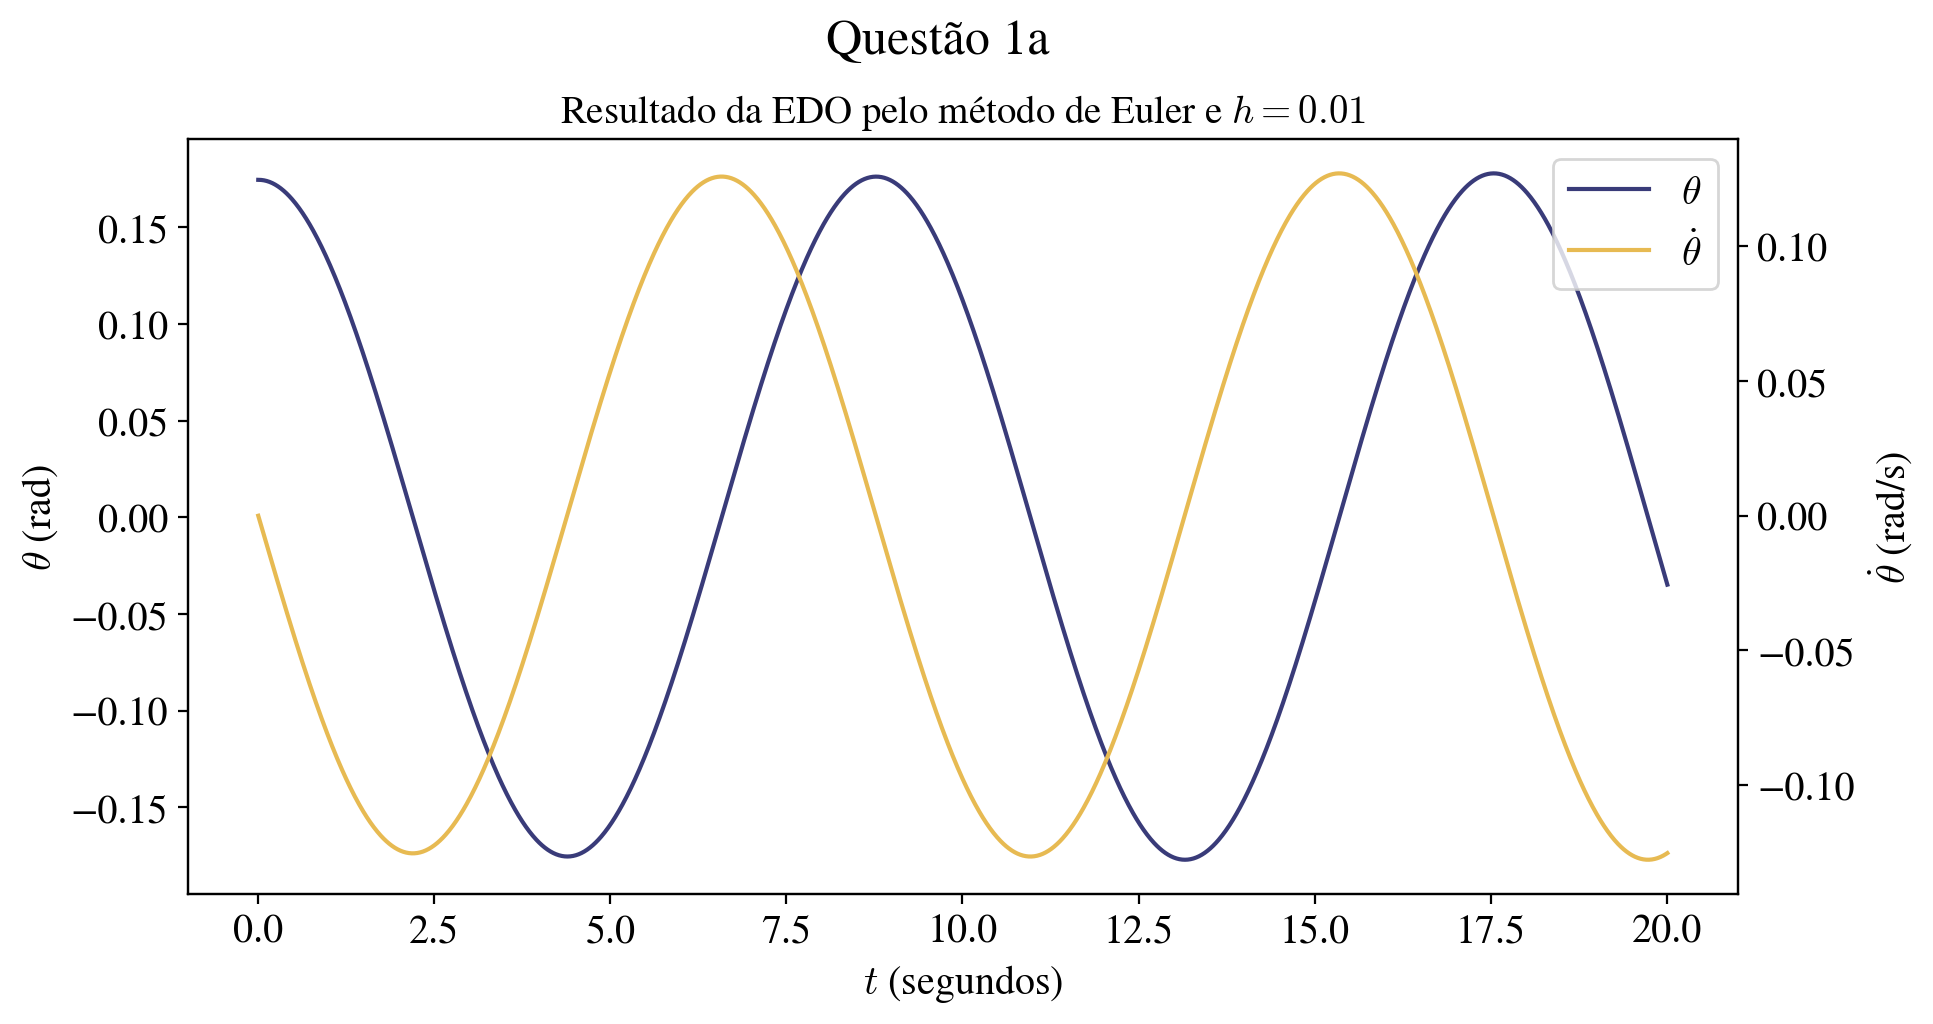 Questão 1a
Resultado da EDO pelo método de Euler e h = 0.01
θ
θ̇
0.15
0.10
0.05
0.00
−0.05
−0.10
−0.15
θ (rad)
0.10
0.05
0.00
−0.05
−0.10
θ̇ (rad/s)
0.0 2.5 5.0 7.5 10.0 12.5 15.0 17.5 20.0
t (segundos)